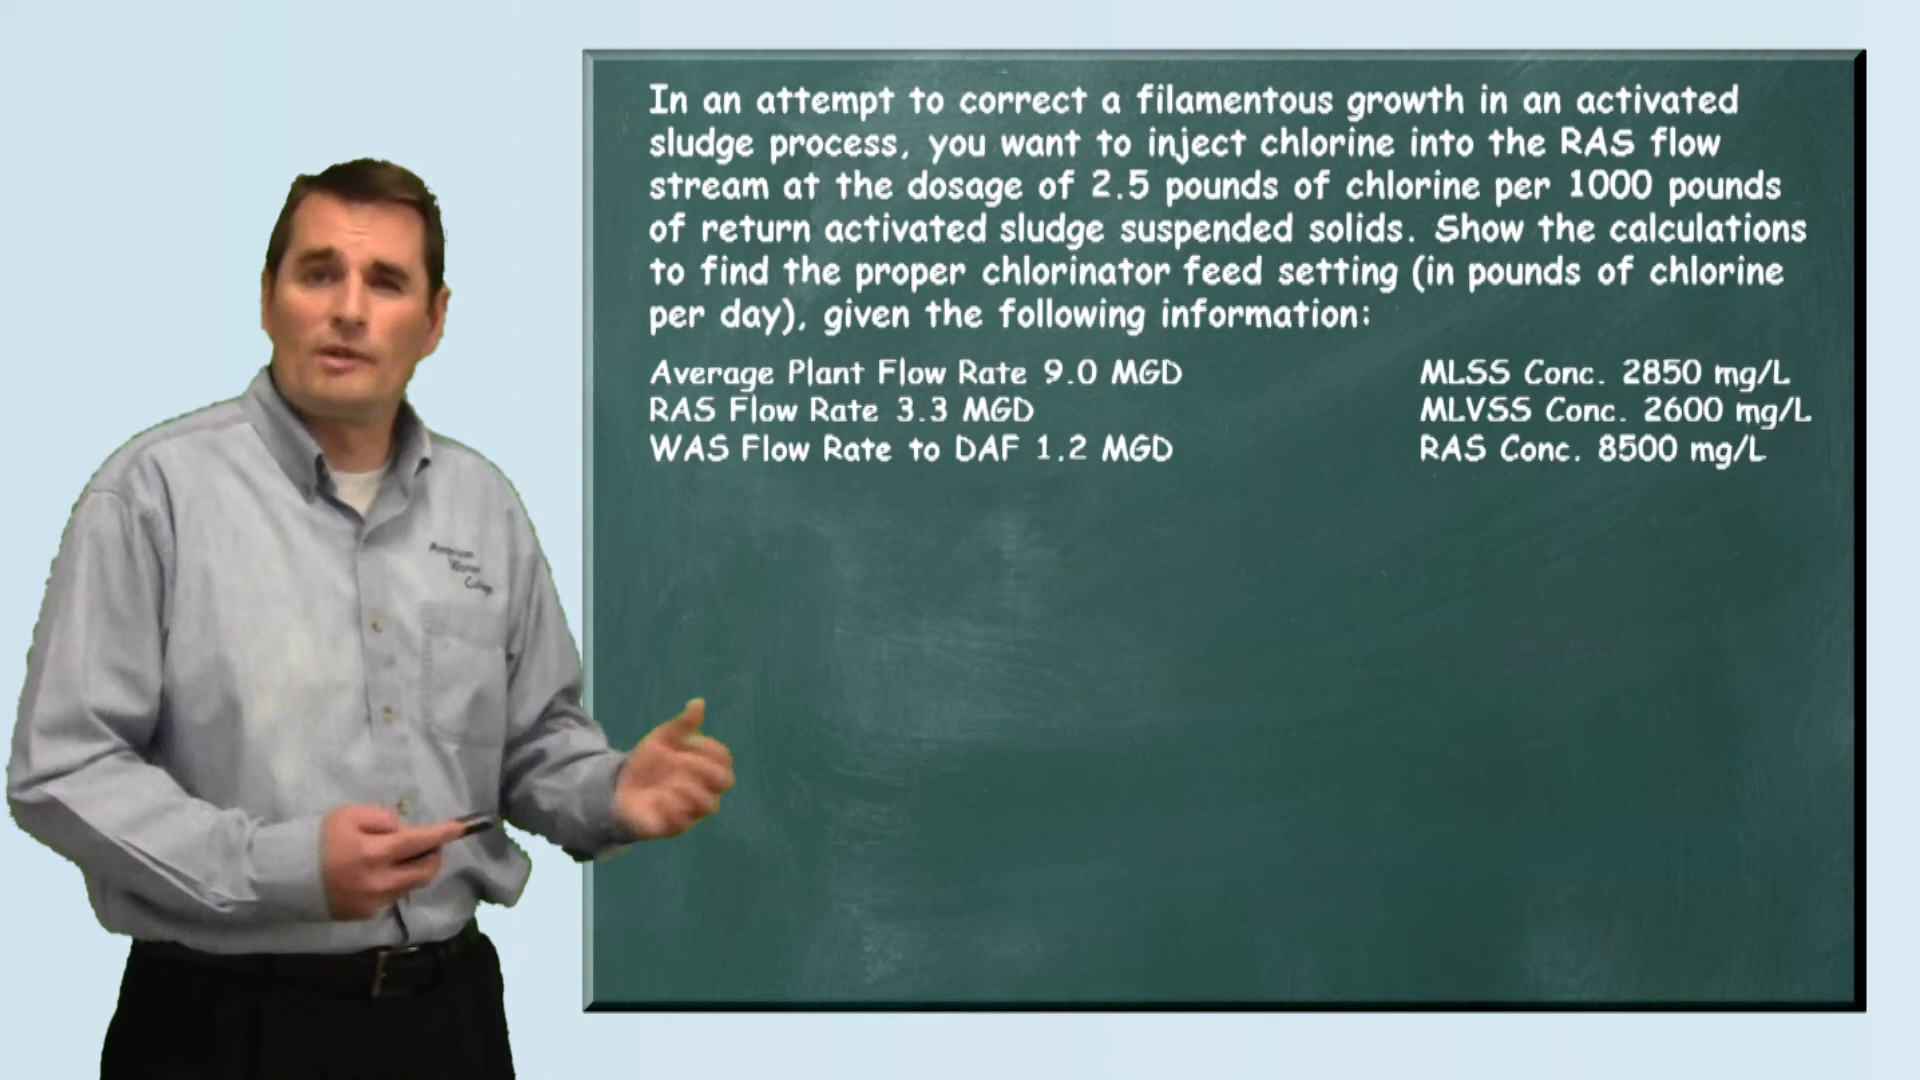 In an attempt to correct a filamentous growth in an activated
sludge process, you want to inject chlorine into the RAS flow
stream at the dosage of 2.5 pounds of chlorine per 1000 pounds
of return activated sludge suspended solids. Show the calculations
to find the proper chlorinator feed setting (in pounds of chlorine
per day), given the following information:
Average Plant Flow Rate 9.0 MGD
RAS Flow Rate 3.3 MGD
WAS Flow Rate to DAF 1.2 MGD
MLSS Conc. 2850 mg/L
MLVSS Conc. 2600 mg/L
RAS Conc. 8500 mg/L